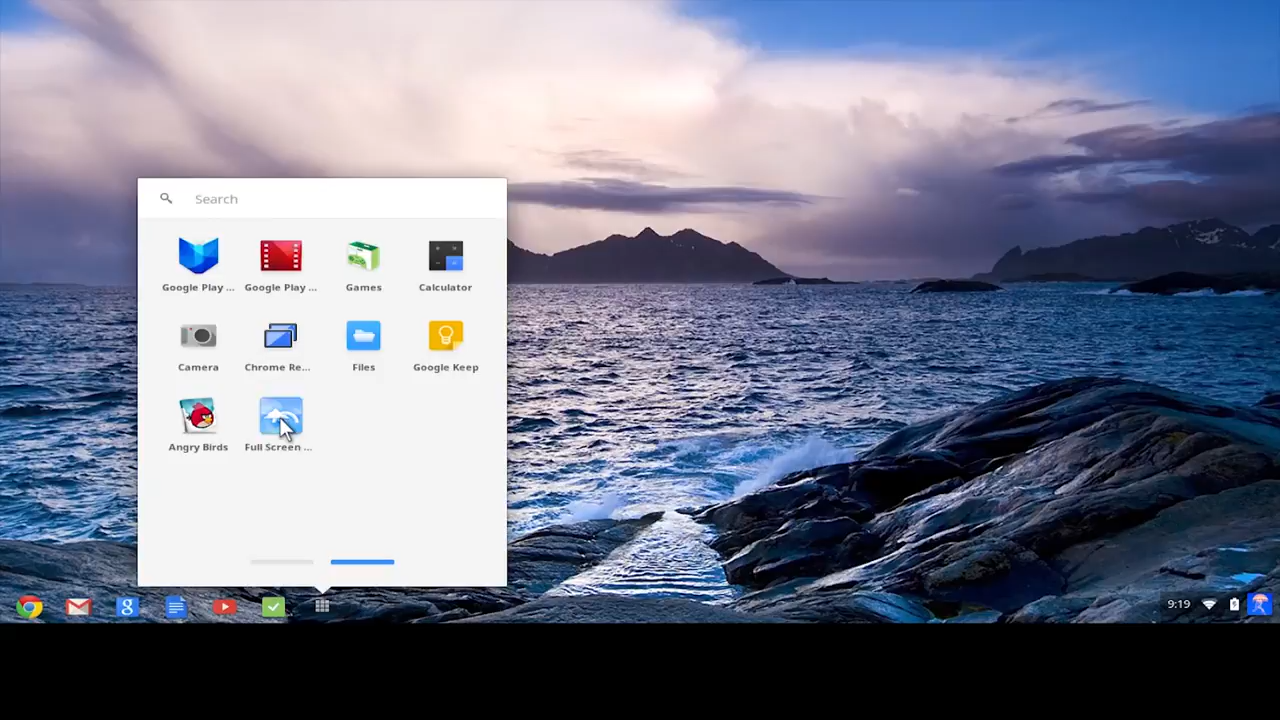 Search
Google Play ... Google Play ... Games Calculator
Camera Chrome Re... Files Google Keep
Angry Birds Full Screen ...
8 9:19